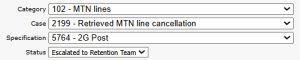 Category 102 - MTN lines
Case 2199 - Retrieved MTN line cancellation
Specification 5764 - 2G Post
Status Escalated to Retention Team